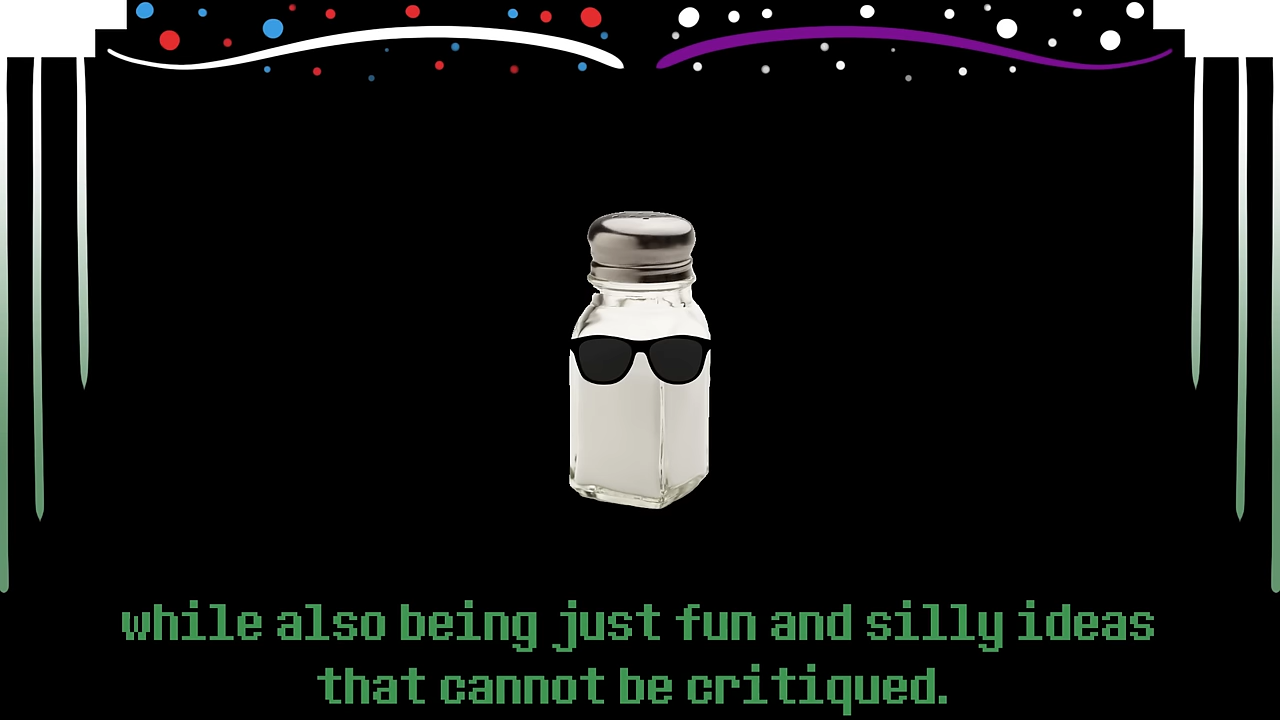 while also being just fun and silly ideas
that cannot be critiqued.